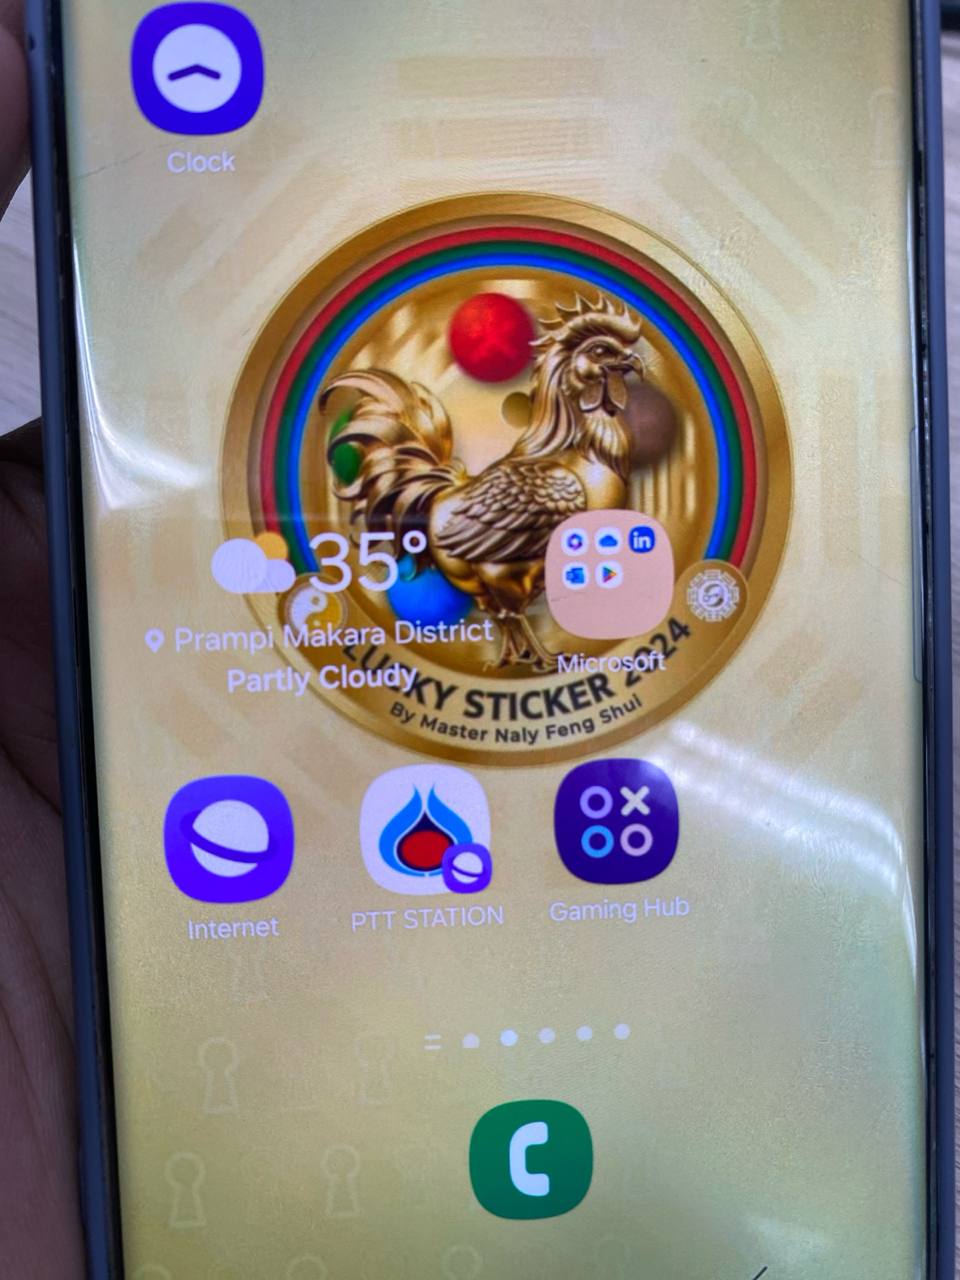 Clock
35°
Prampi Makara District
Partly Cloudy
in
Microsoft
LUCKY STICKER 2024
By Master Naly Feng Shui
Internet
PTT STATION
Gaming Hub